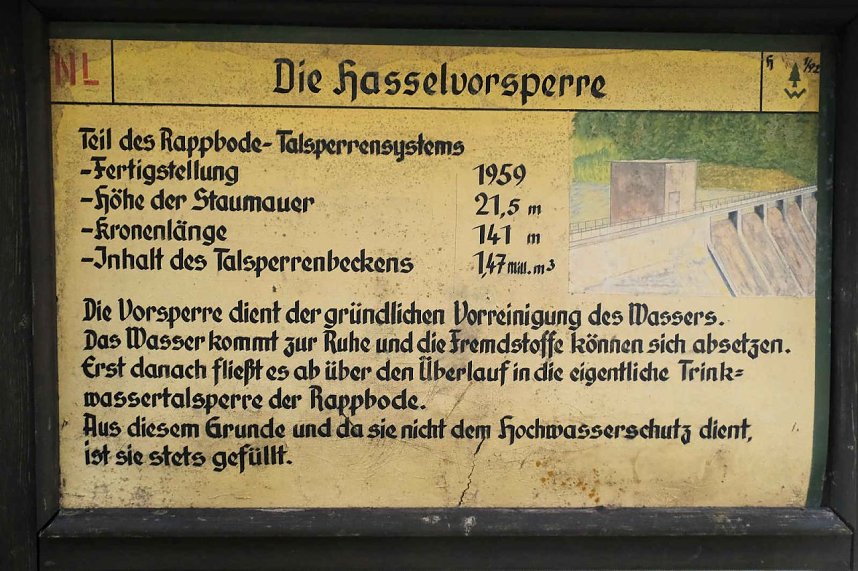 NL
Die Hasselvorsperre
H 1/92
Teil des Rappbode-Talsperrensystems
-Fertigstellung 1959
-Höhe der Staumauer 21,5 m
-Kronenlänge 141 m
-Inhalt des Talsperrenbeckens 1,47 mill. m³
Die Vorsperre dient der gründlichen Vorreinigung des Wassers.
Das Wasser kommt zur Ruhe und die Fremdstoffe können sich absetzen.
Erst danach fließt es ab über den Überlauf in die eigentliche Trink=
wassertalsperre der Rappbode.
Aus diesem Grunde und da sie nicht dem Hochwasserschutz dient,
ist sie stets gefüllt.